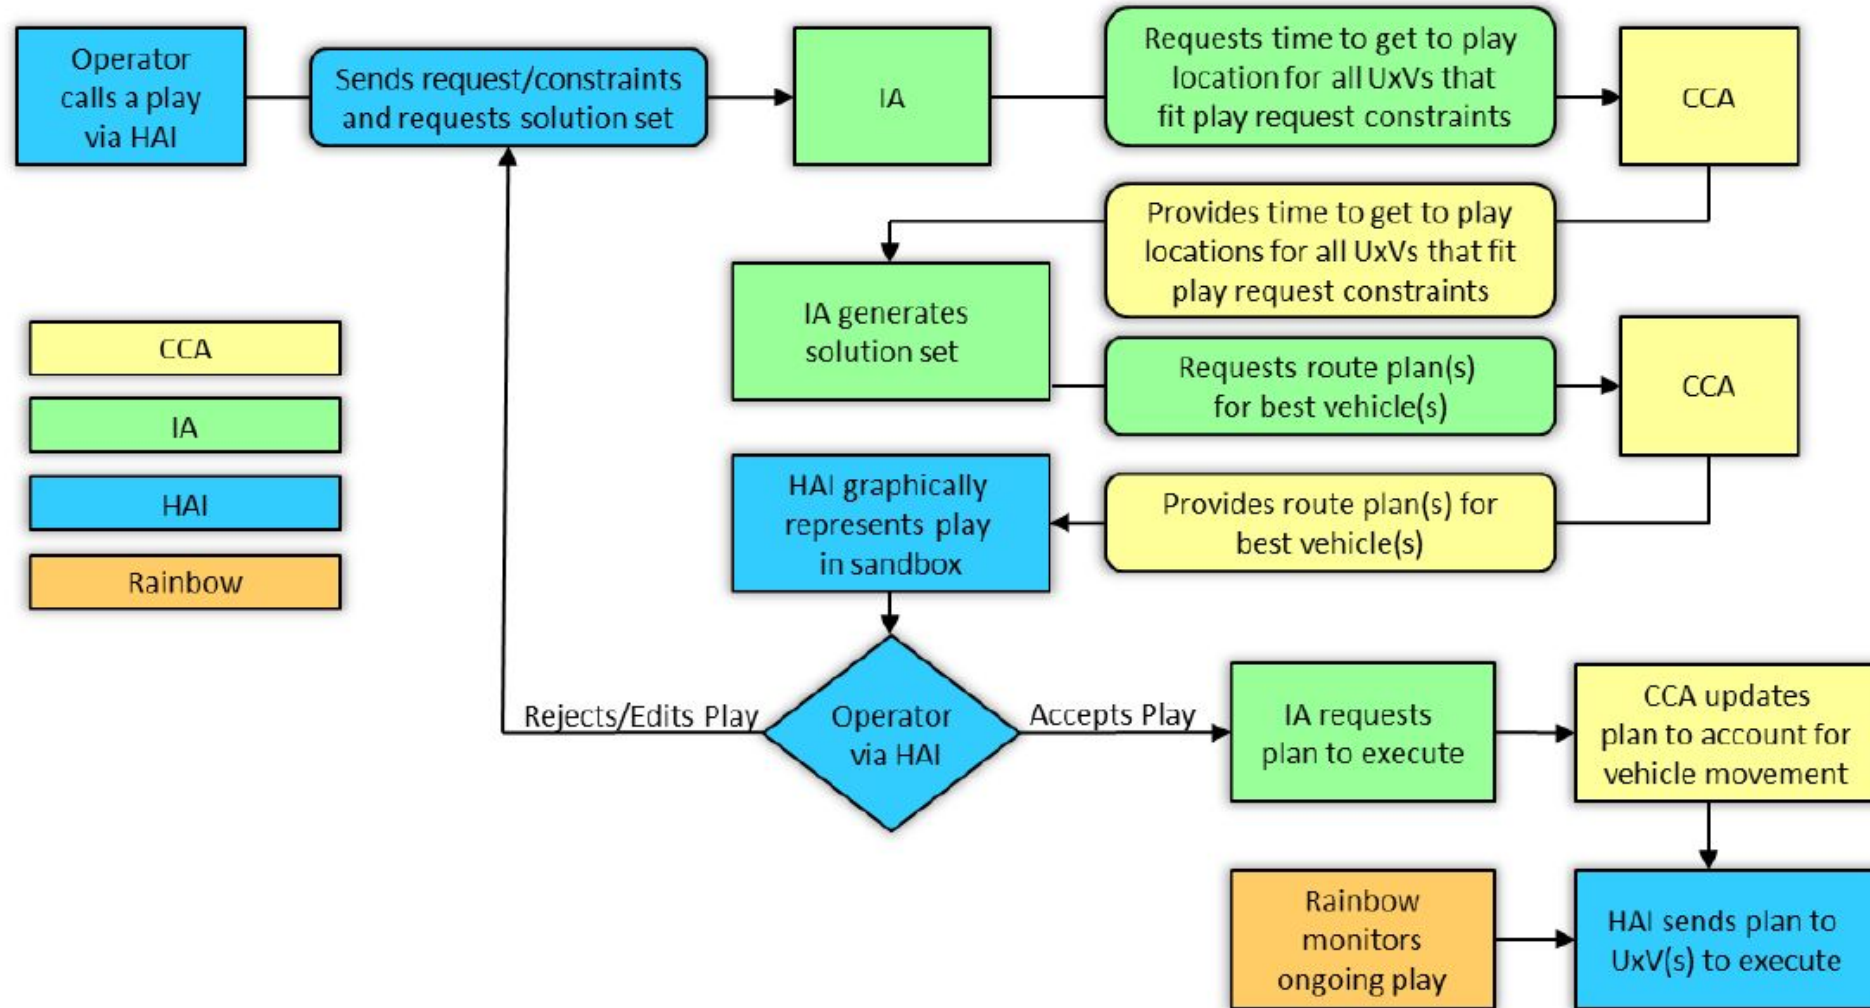 Operator
calls a play
via HAI
Sends request/constraints
and requests solution set
IA
Requests time to get to play
location for all UxVs that
fit play request constraints
CCA
Provides time to get to play
locations for all UxVs that fit
play request constraints
IA generates
solution set
Requests route plan(s)
for best vehicle(s)
CCA
CCA
IA
HAI
Rainbow
HAI graphically
represents play
in sandbox
Provides route plan(s) for
best vehicle(s)
Rejects/Edits Play
Operator
via HAI
Accepts Play
IA requests
plan to execute
CCA updates
plan to account for
vehicle movement
Rainbow
monitors
ongoing play
HAI sends plan to
UxV(s) to execute